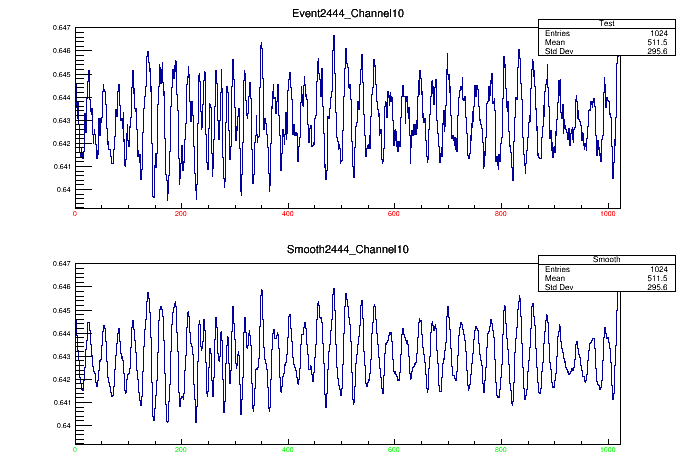 Event2444_Channel10
Test
Entries 1024
Mean 511.5
Std Dev 295.6
0.647
0.646
0.645
0.644
0.643
0.642
0.641
0.64
0 200 400 600 800 1000
Smooth2444_Channel10
Smooth
Entries 1024
Mean 511.5
Std Dev 295.6
0.647
0.646
0.645
0.644
0.643
0.642
0.641
0.64
0 200 400 600 800 1000